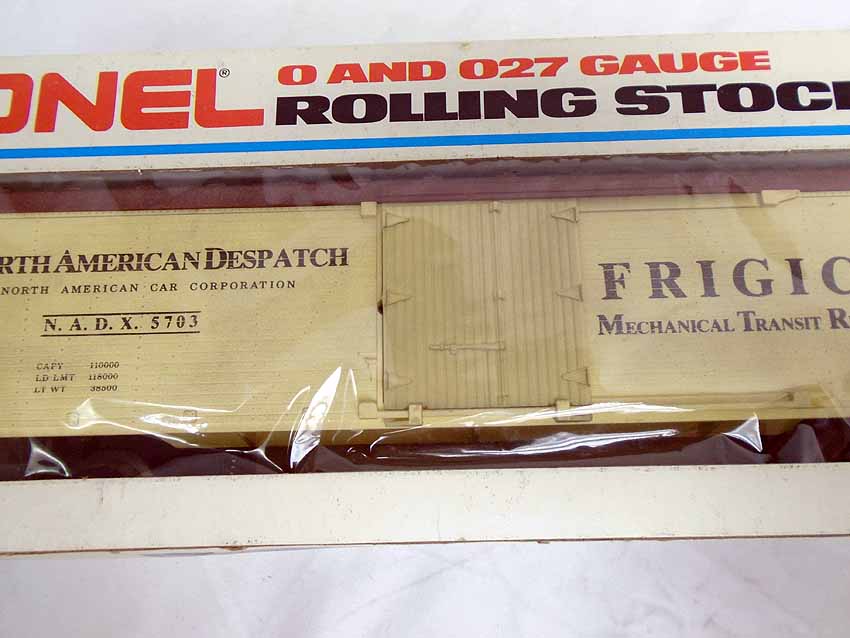 ONEL® O AND O27 GAUGE
ROLLING STOC
RTH AMERICAN DESPATCH
NORTH AMERICAN CAR CORPORATION
N. A. D. X. 5703
CAPY 110000
LD LMT 118000
LT WT 38500
FRIGIC
MECHANICAL TRANSIT R